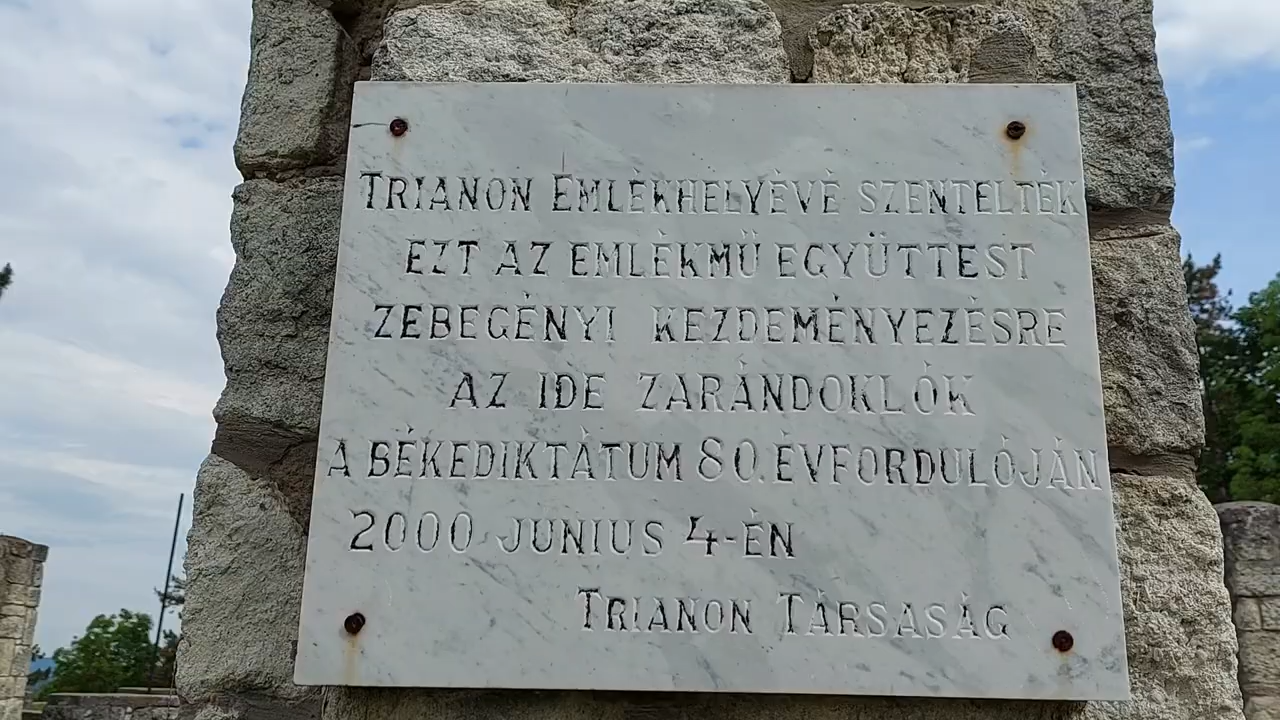 TRIANON EMLÉKHELYÉVÉ SZENTELTÉK
EZT AZ EMLÉKMŰ EGYÜTTEST
ZEBEGÉNYI KEZDEMÉNYEZÉSRE
AZ IDE ZARÁNDOKLÓK
A BÉKEDIKTÁTUM 80. ÉVFORDULÓJÁN
2000 JUNIUS 4-ÉN
TRIANON TÁRSASÁG